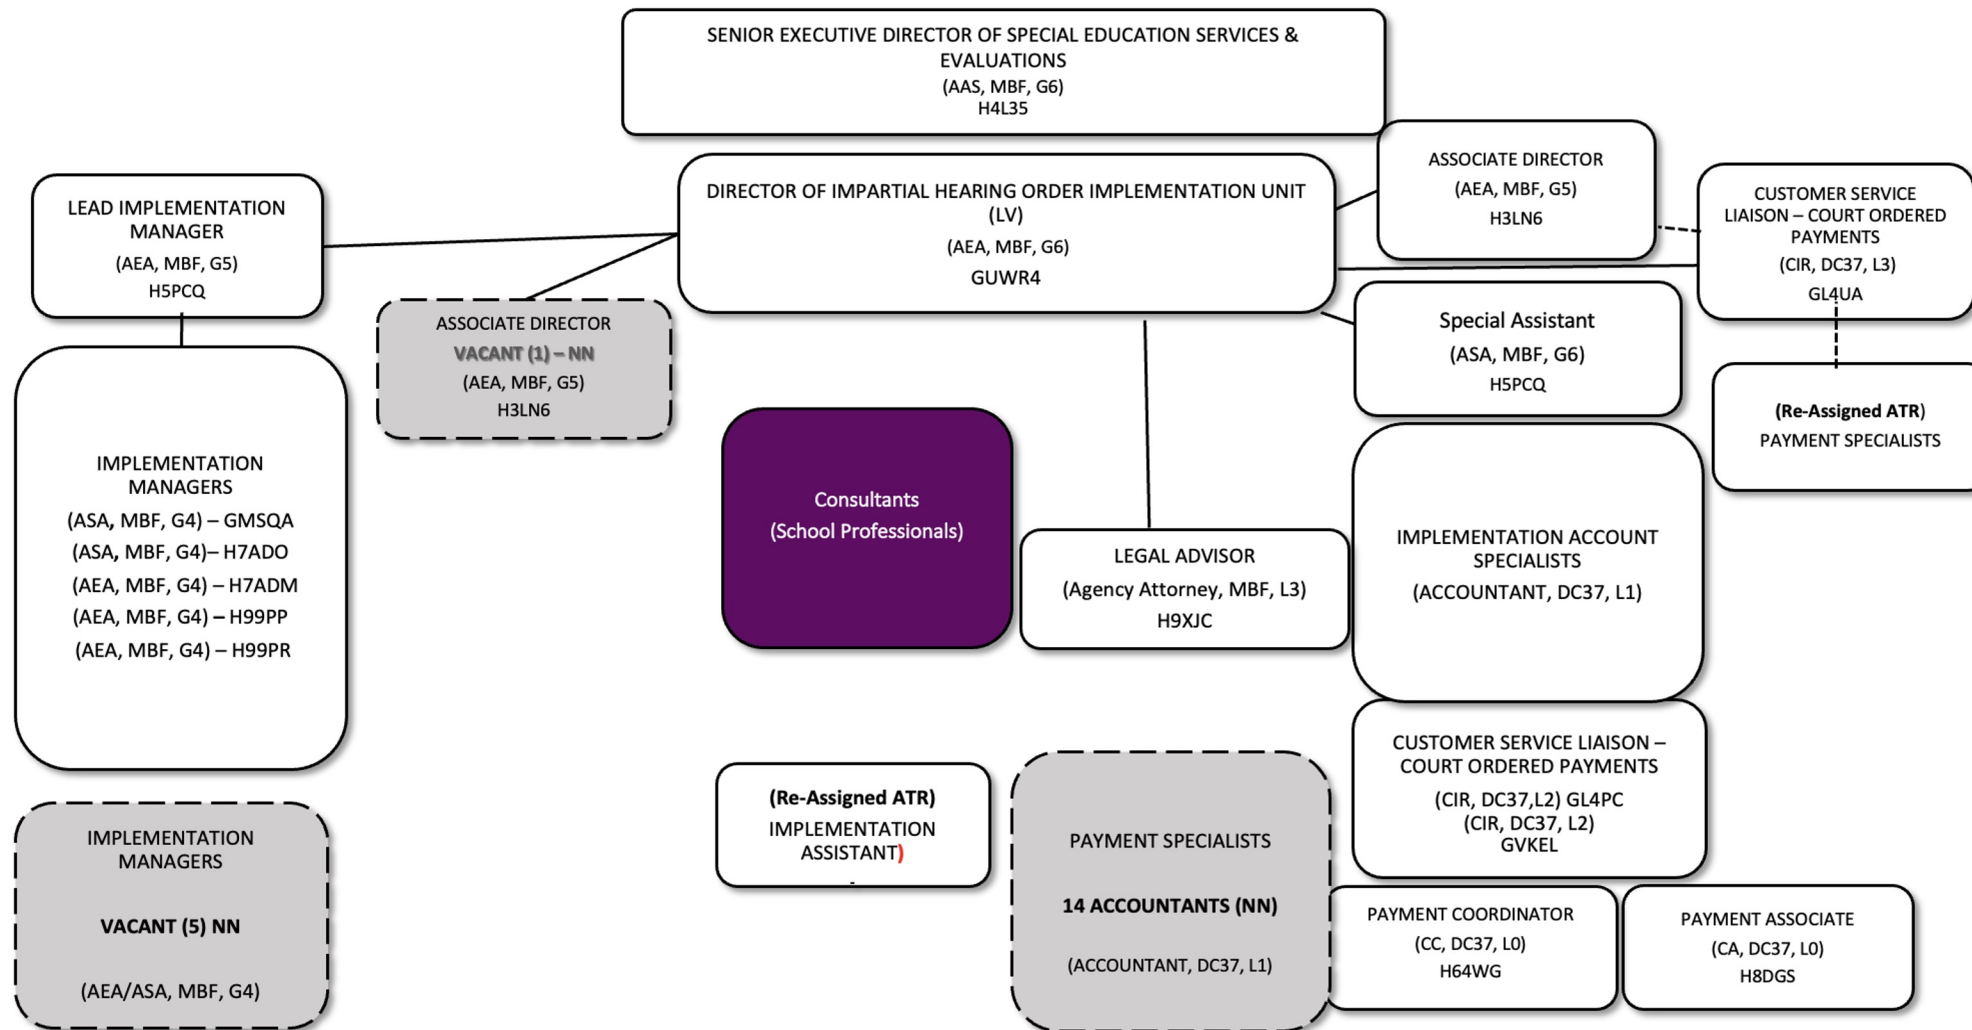 SENIOR EXECUTIVE DIRECTOR OF SPECIAL EDUCATION SERVICES &
EVALUATIONS
(AAS, MBF, G6)
H4L35
LEAD IMPLEMENTATION
MANAGER
(AEA, MBF, G5)
H5PCQ
DIRECTOR OF IMPARTIAL HEARING ORDER IMPLEMENTATION UNIT
(LV)
(AEA, MBF, G6)
GUWR4
ASSOCIATE DIRECTOR
(AEA, MBF, G5)
H3LN6
CUSTOMER SERVICE
LIAISON – COURT ORDERED
PAYMENTS
(CIR, DC37, L3)
GL4UA
ASSOCIATE DIRECTOR
VACANT (1) – NN
(AEA, MBF, G5)
H3LN6
Special Assistant
(ASA, MBF, G6)
H5PCQ
(Re-Assigned ATR)
PAYMENT SPECIALISTS
IMPLEMENTATION
MANAGERS
(ASA, MBF, G4) – GMSQA
(ASA, MBF, G4)– H7ADO
(AEA, MBF, G4) – H7ADM
(AEA, MBF, G4) – H99PP
(AEA, MBF, G4) – H99PR
Consultants
(School Professionals)
LEGAL ADVISOR
(Agency Attorney, MBF, L3)
H9XJC
IMPLEMENTATION ACCOUNT
SPECIALISTS
(ACCOUNTANT, DC37, L1)
CUSTOMER SERVICE LIAISON –
COURT ORDERED PAYMENTS
(CIR, DC37,L2) GL4PC
(CIR, DC37, L2)
GVKEL
IMPLEMENTATION
MANAGERS
VACANT (5) NN
(AEA/ASA, MBF, G4)
(Re-Assigned ATR)
IMPLEMENTATION
ASSISTANT)
-
PAYMENT SPECIALISTS
14 ACCOUNTANTS (NN)
(ACCOUNTANT, DC37, L1)
PAYMENT COORDINATOR
(CC, DC37, L0)
H64WG
PAYMENT ASSOCIATE
(CA, DC37, L0)
H8DGS